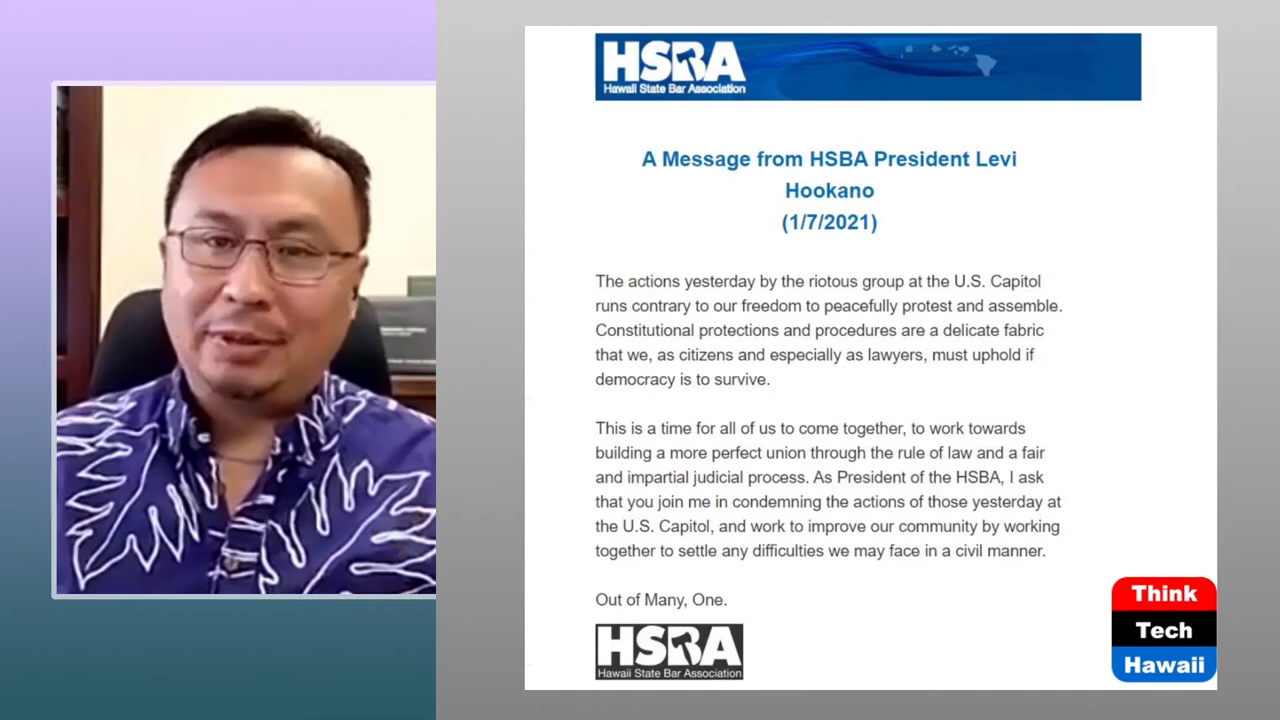 HSBA
Hawaii State Bar Association
A Message from HSBA President Levi
Hookano
(1/7/2021)
The actions yesterday by the riotous group at the U.S. Capitol
runs contrary to our freedom to peacefully protest and assemble.
Constitutional protections and procedures are a delicate fabric
that we, as citizens and especially as lawyers, must uphold if
democracy is to survive.
This is a time for all of us to come together, to work towards
building a more perfect union through the rule of law and a fair
and impartial judicial process. As President of the HSBA, I ask
that you join me in condemning the actions of those yesterday at
the U.S. Capitol, and work to improve our community by working
together to settle any difficulties we may face in a civil manner.
Out of Many, One.
HSBA
Hawaii State Bar Association
Think
Tech
Hawaii